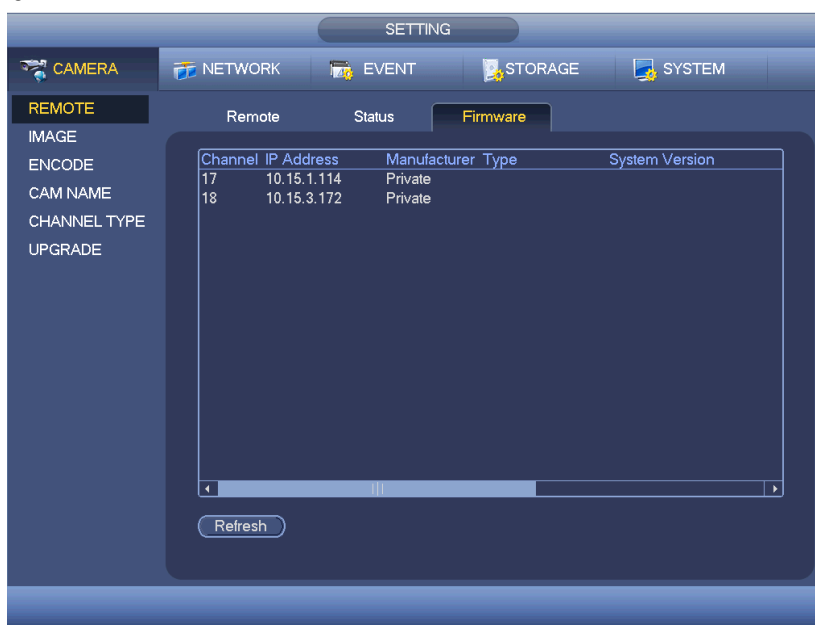 SETTING
CAMERA NETWORK EVENT STORAGE SYSTEM
REMOTE
IMAGE
ENCODE
CAM NAME
CHANNEL TYPE
UPGRADE
Remote Status Firmware
Channel IP Address Manufacturer Type System Version
17 10.15.1.114 Private
18 10.15.3.172 Private
Refresh